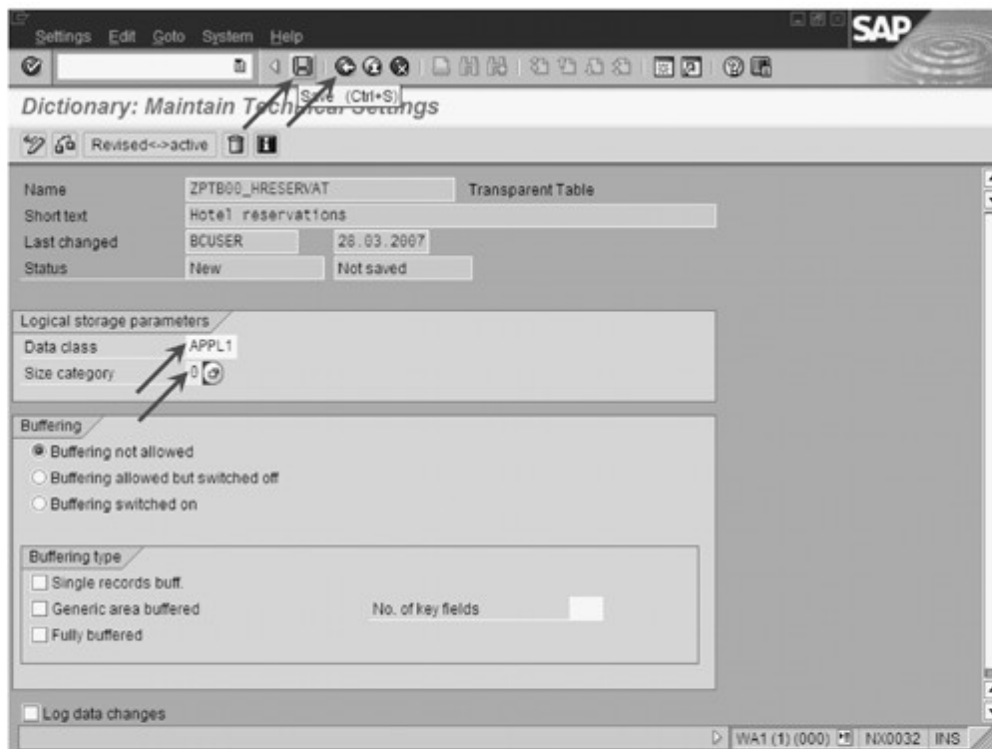 Settings Edit Goto System Help
SAP
Save (Ctrl+S)
Dictionary: Maintain Technical Settings
Revised<->active
Name ZPTB00_HRESERVAT Transparent Table
Short text Hotel reservations
Last changed BCUSER 28.03.2007
Status New Not saved
Logical storage parameters
Data class APPL1
Size category 0
Buffering
Buffering not allowed
Buffering allowed but switched off
Buffering switched on
Buffering type
Single records buff.
Generic area buffered No. of key fields
Fully buffered
Log data changes
WA1 (1) (000) NX0032 INS